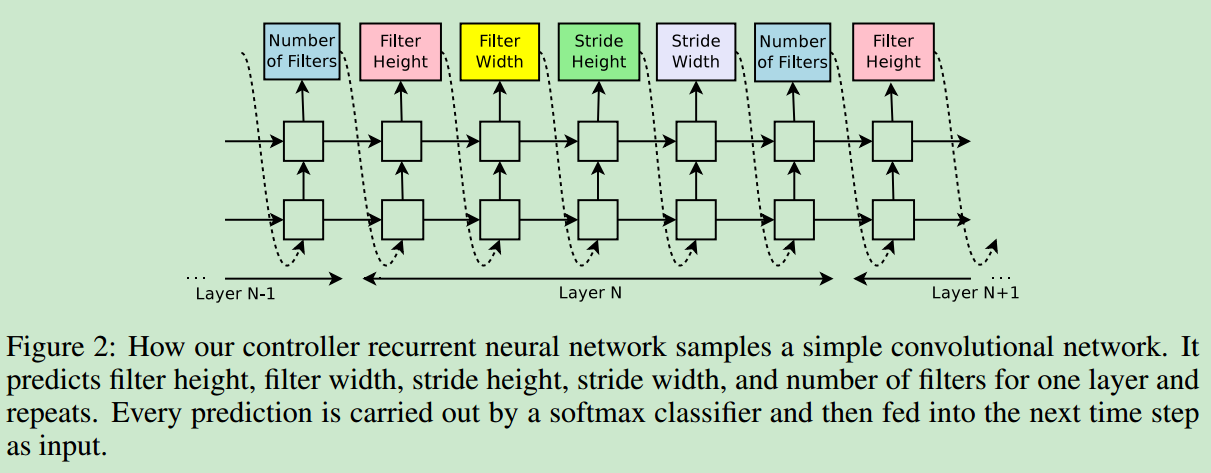 Number of Filters
Filter Height
Filter Width
Stride Height
Stride Width
Number of Filters
Filter Height
...
Layer N-1
Layer N
...
Layer N+1
Figure 2: How our controller recurrent neural network samples a simple convolutional network. It
predicts filter height, filter width, stride height, stride width, and number of filters for one layer and
repeats. Every prediction is carried out by a softmax classifier and then fed into the next time step
as input.